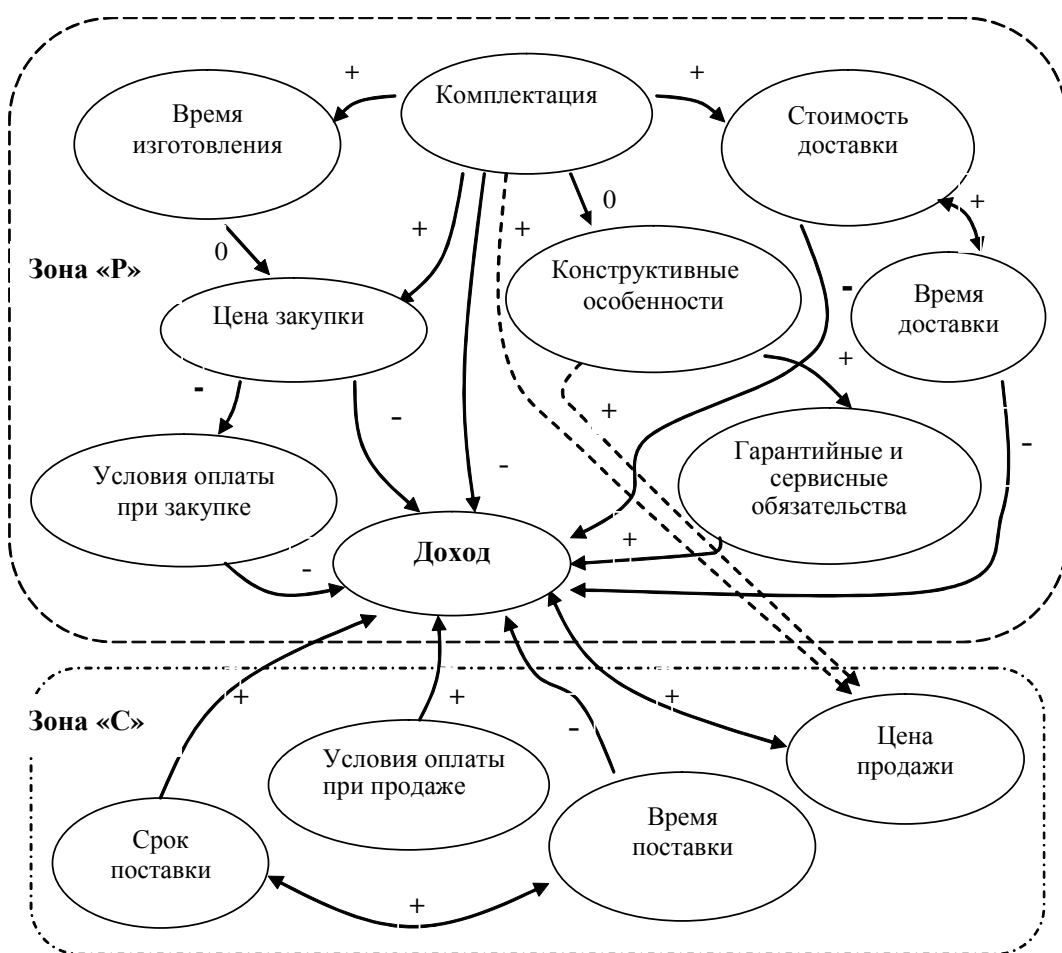 +
Комплектация
+
Время
изготовления
Стоимость
доставки
0
+
+
0
+
Зона «Р»
Конструктивные
особенности
-
Время
доставки
Цена закупки
-
+
-
+
-
Условия оплаты
при закупке
-
Гарантийные и
сервисные
обязательства
Доход
+
-
+
+
+
-
Зона «С»
Условия оплаты
при продаже
Цена
продажи
Время
поставки
Срок
поставки
+